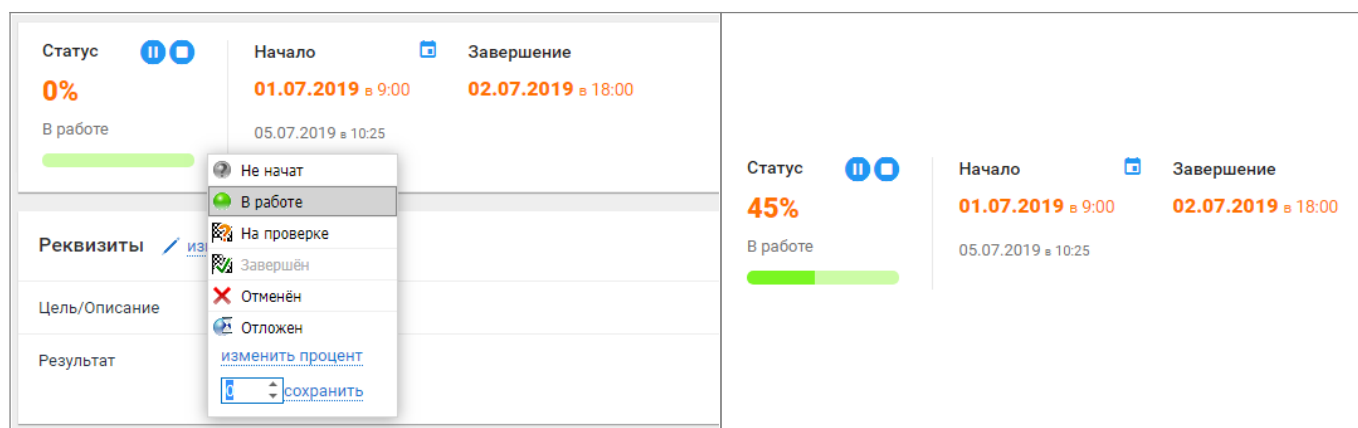 Статус Начало Завершение
0% 01.07.2019 в 9:00 02.07.2019 в 18:00
В работе 05.07.2019 в 10:25
Не начат
В работе
На проверке
Завершён
Отменён
Отложен
изменить процент
0 сохранить
Реквизиты из
Цель/Описание
Результат
Статус Начало Завершение
45% 01.07.2019 в 9:00 02.07.2019 в 18:00
В работе 05.07.2019 в 10:25